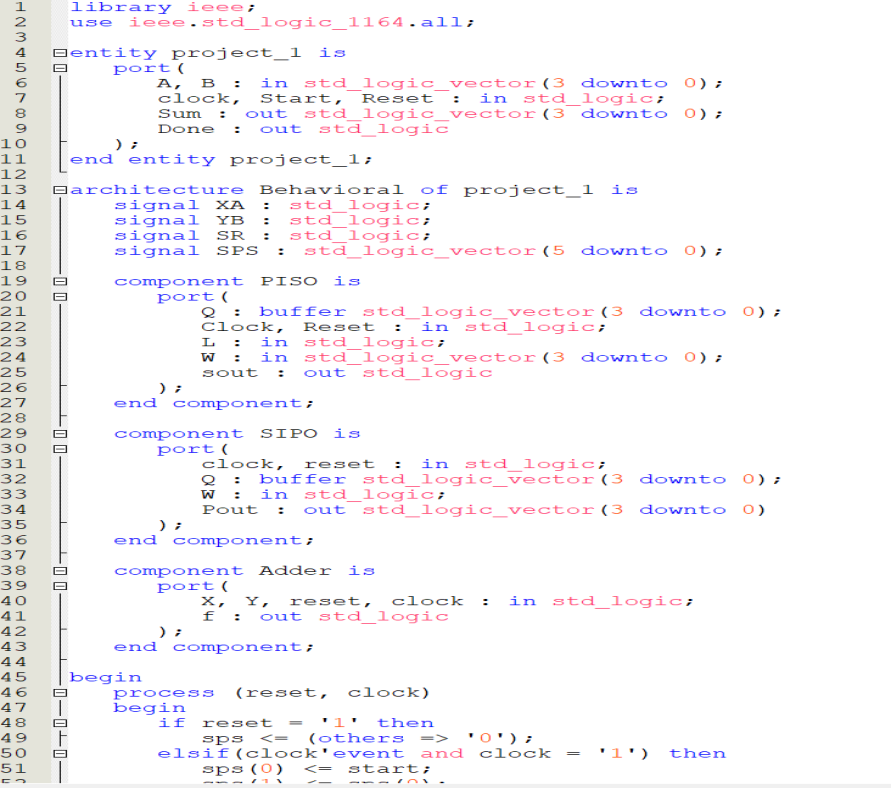 1 library ieee;
2 use ieee.std_logic_1164.all;
3
4 entity project_1 is
5 port(
6 A, B : in std_logic_vector(3 downto 0);
7 clock, Start, Reset : in std_logic;
8 Sum : out std_logic_vector(3 downto 0);
9 Done : out std_logic
10 );
11 end entity project_1;
12
13 architecture Behavioral of project_1 is
14 signal XA : std_logic;
15 signal YB : std_logic;
16 signal SR : std_logic;
17 signal SPS : std_logic_vector(5 downto 0);
18
19 component PISO is
20 port(
21 Q : buffer std_logic_vector(3 downto 0);
22 Clock, Reset : in std_logic;
23 L : in std_logic;
24 W : in std_logic_vector(3 downto 0);
25 sout : out std_logic
26 );
27 end component;
28
29 component SIPO is
30 port(
31 clock, reset : in std_logic;
32 Q : buffer std_logic_vector(3 downto 0);
33 W : in std_logic;
34 Pout : out std_logic_vector(3 downto 0)
35 );
36 end component;
37
38 component Adder is
39 port(
40 X, Y, reset, clock : in std_logic;
41 f : out std_logic
42 );
43 end component;
44
45 begin
46 process (reset, clock)
47 begin
48 if reset = '1' then
49 sps <= (others => '0');
50 elsif(clock'event and clock = '1') then
51 sps(0) <= start;